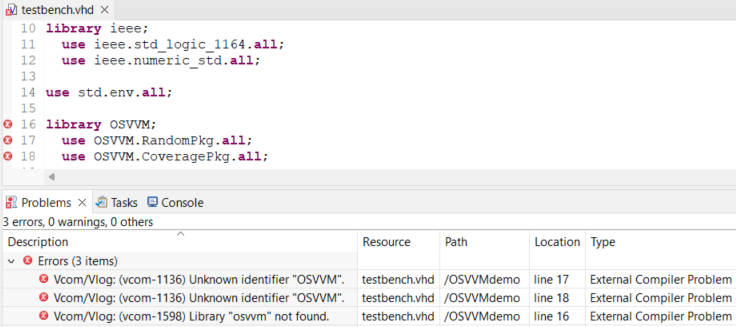 testbench.vhd
10 library ieee;
11 use ieee.std_logic_1164.all;
12 use ieee.numeric_std.all;
13
14 use std.env.all;
15
16 library OSVVM;
17 use OSVVM.RandomPkg.all;
18 use OSVVM.CoveragePkg.all;
Problems Tasks Console
3 errors, 0 warnings, 0 others
Description Resource Path Location Type
Errors (3 items)
Vcom/Vlog: (vcom-1136) Unknown identifier "OSVVM". testbench.vhd /OSVVMdemo line 17 External Compiler Problem
Vcom/Vlog: (vcom-1136) Unknown identifier "OSVVM". testbench.vhd /OSVVMdemo line 18 External Compiler Problem
Vcom/Vlog: (vcom-1598) Library "osvvm" not found. testbench.vhd /OSVVMdemo line 16 External Compiler Problem